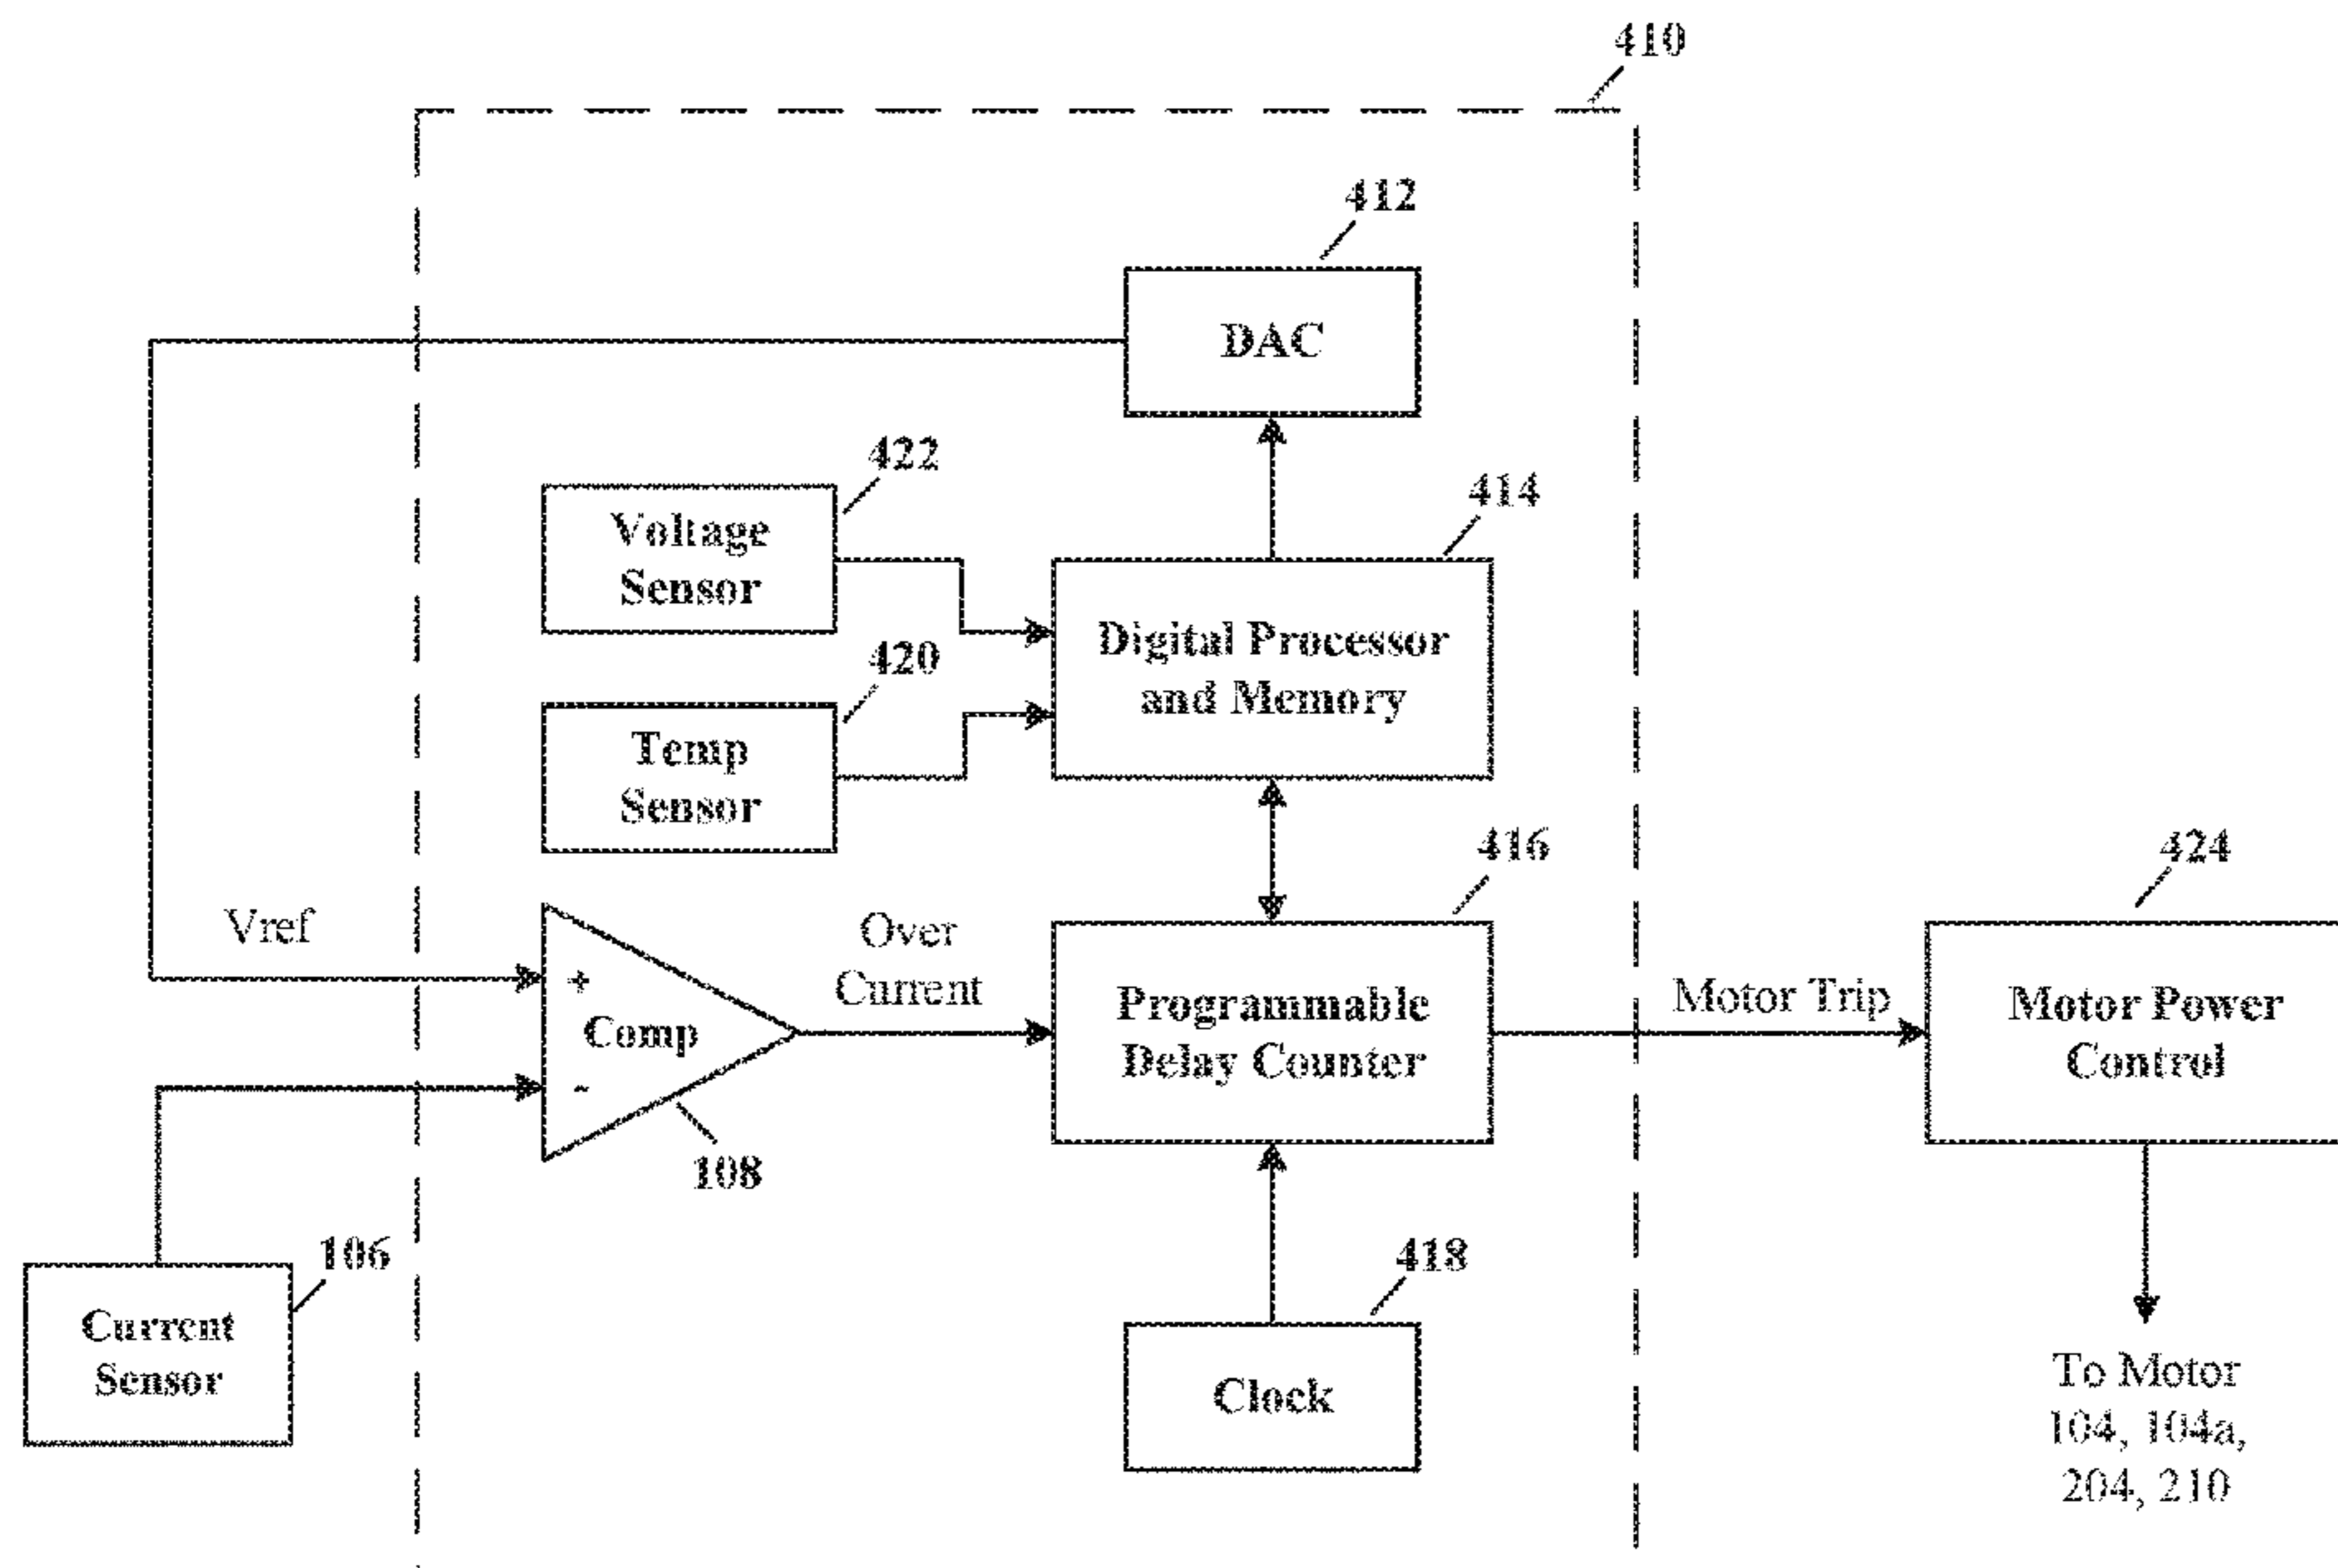 410
412
DAC
422
Voltage
Sensor
414
Digital Processor
and Memory
420
Temp
Sensor
416
424
Vref
+
Comp
-
Over
Current
Programmable
Delay Counter
Motor Trip
Motor Power
Control
108
106
Current
Sensor
418
Clock
To Motor
104, 104a,
204, 210